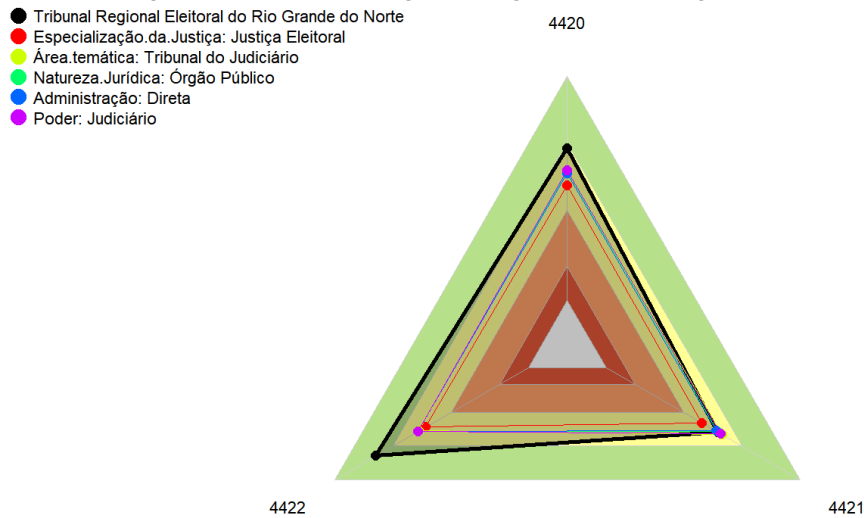 4420
Tribunal Regional Eleitoral do Rio Grande do Norte
Especialização.da.Justiça: Justiça Eleitoral
Área.temática: Tribunal do Judiciário
Natureza.Jurídica: Órgão Público
Administração: Direta
Poder: Judiciário
4422
4421